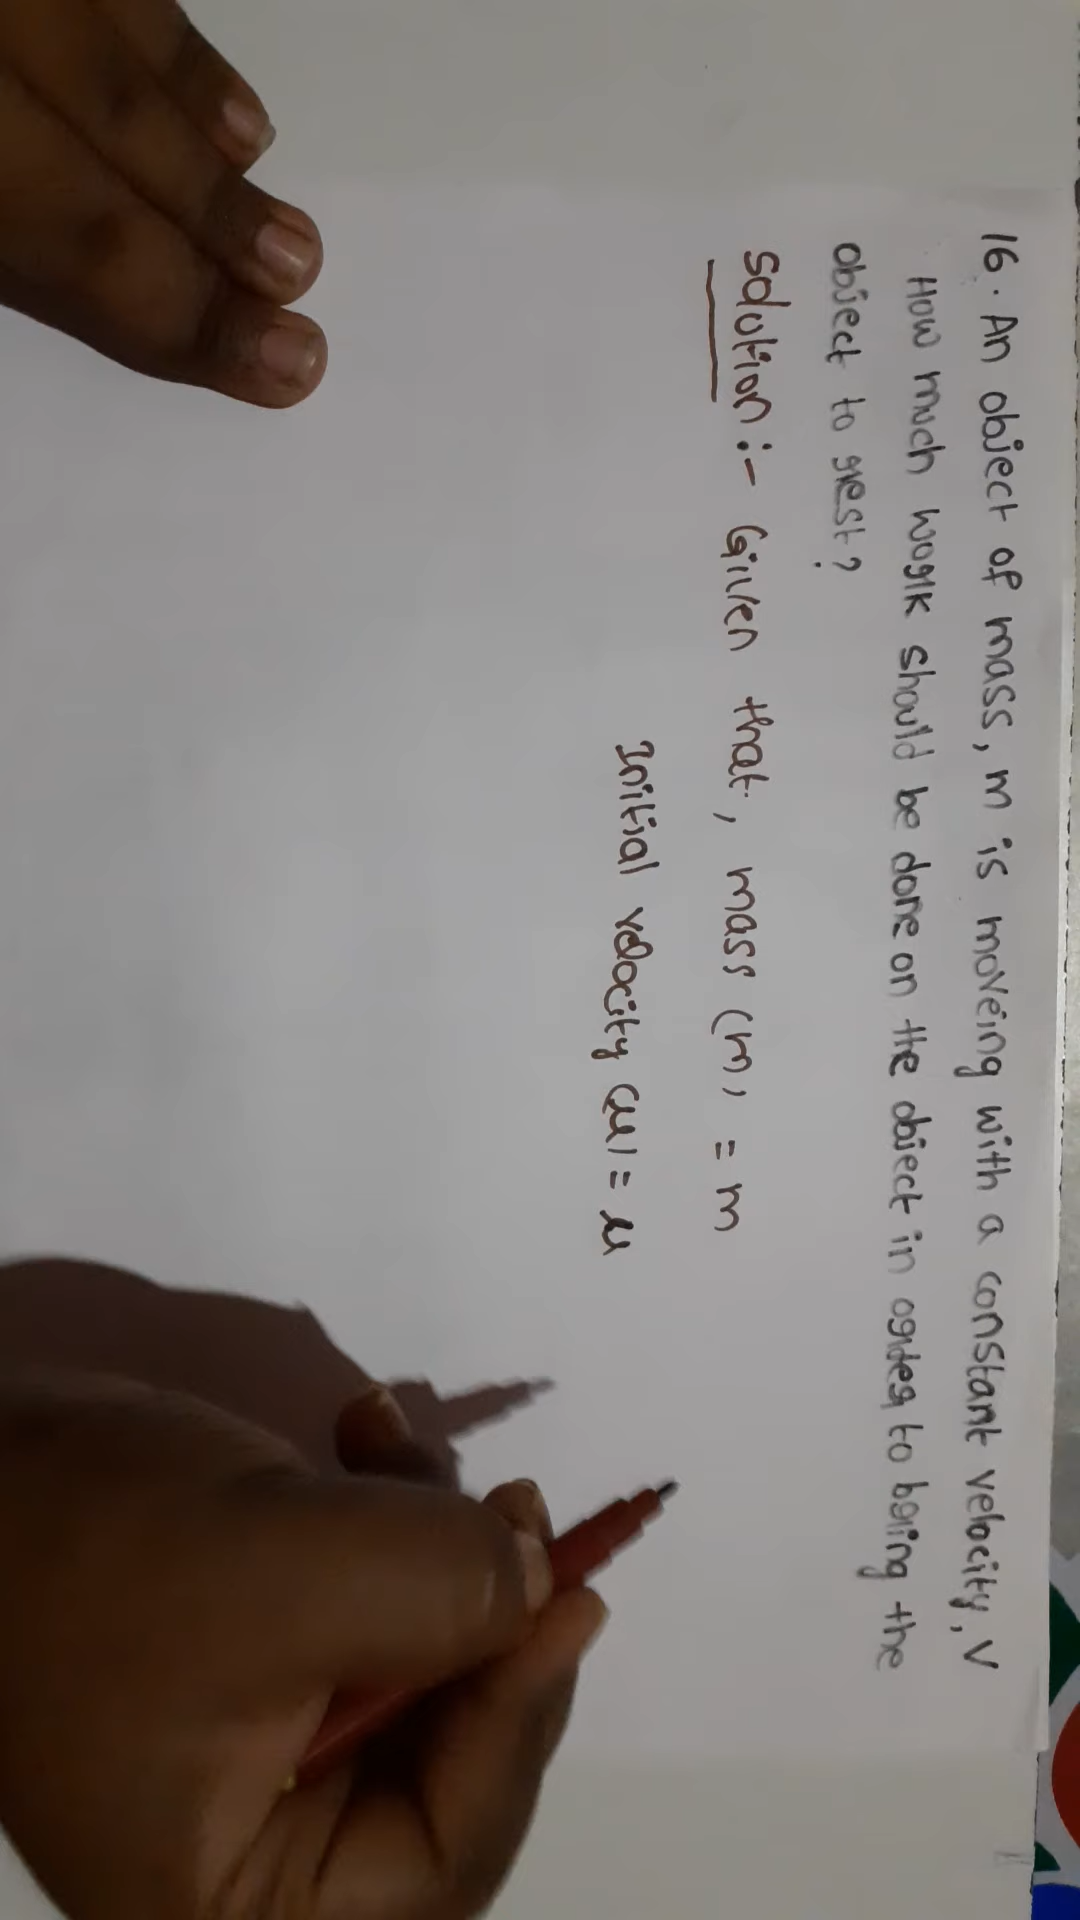 16. An object of mass, m is moveing with a constant velocity, V
How much work should be done on the object in order to bring the
object to rest?
Solution :- Given that, mass (m) = m
Initial velocity (u) = u